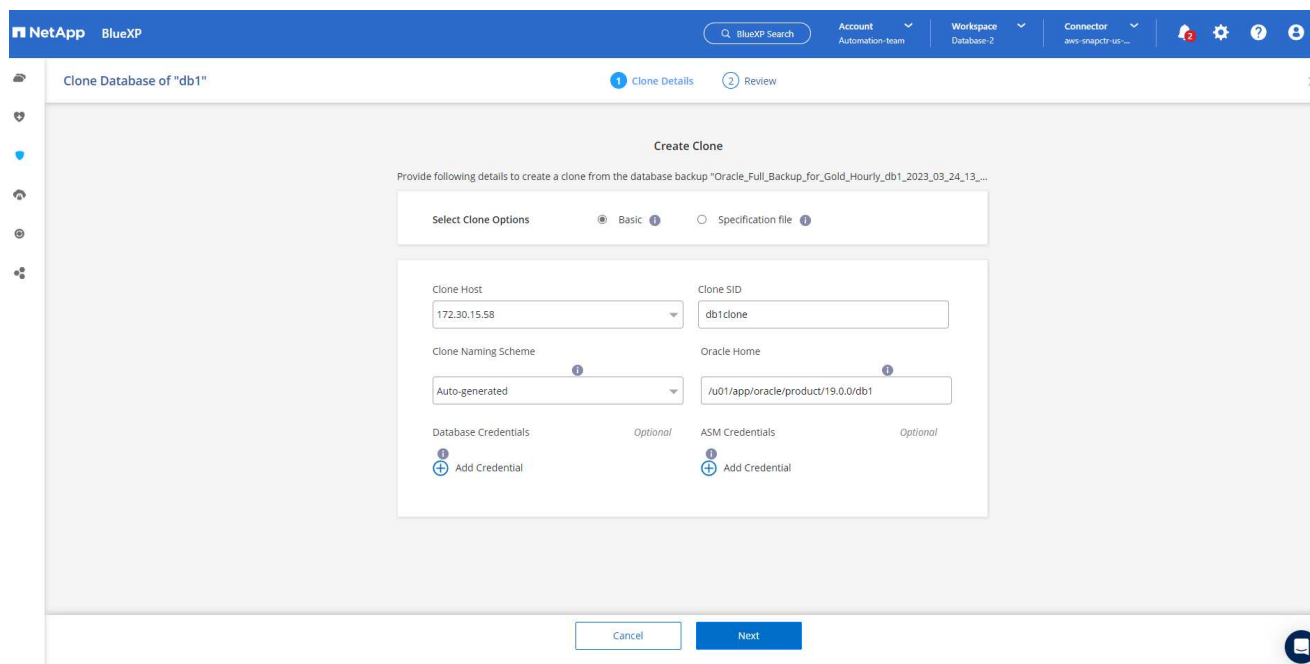 NetApp BlueXP
BlueXP Search
Account
Automation-team
Workspace
Database-2
Connector
aws-snapctr-us-...
2
Clone Database of "db1"
1 Clone Details
2 Review
Create Clone
Provide following details to create a clone from the database backup "Oracle_Full_Backup_for_Gold_Hourly_db1_2023_03_24_13_...
Select Clone Options
Basic
Specification file
Clone Host
Clone SID
172.30.15.58
db1clone
Clone Naming Scheme
Oracle Home
Auto-generated
/u01/app/oracle/product/19.0.0/db1
Database Credentials
Optional
ASM Credentials
Optional
Add Credential
Add Credential
Cancel
Next